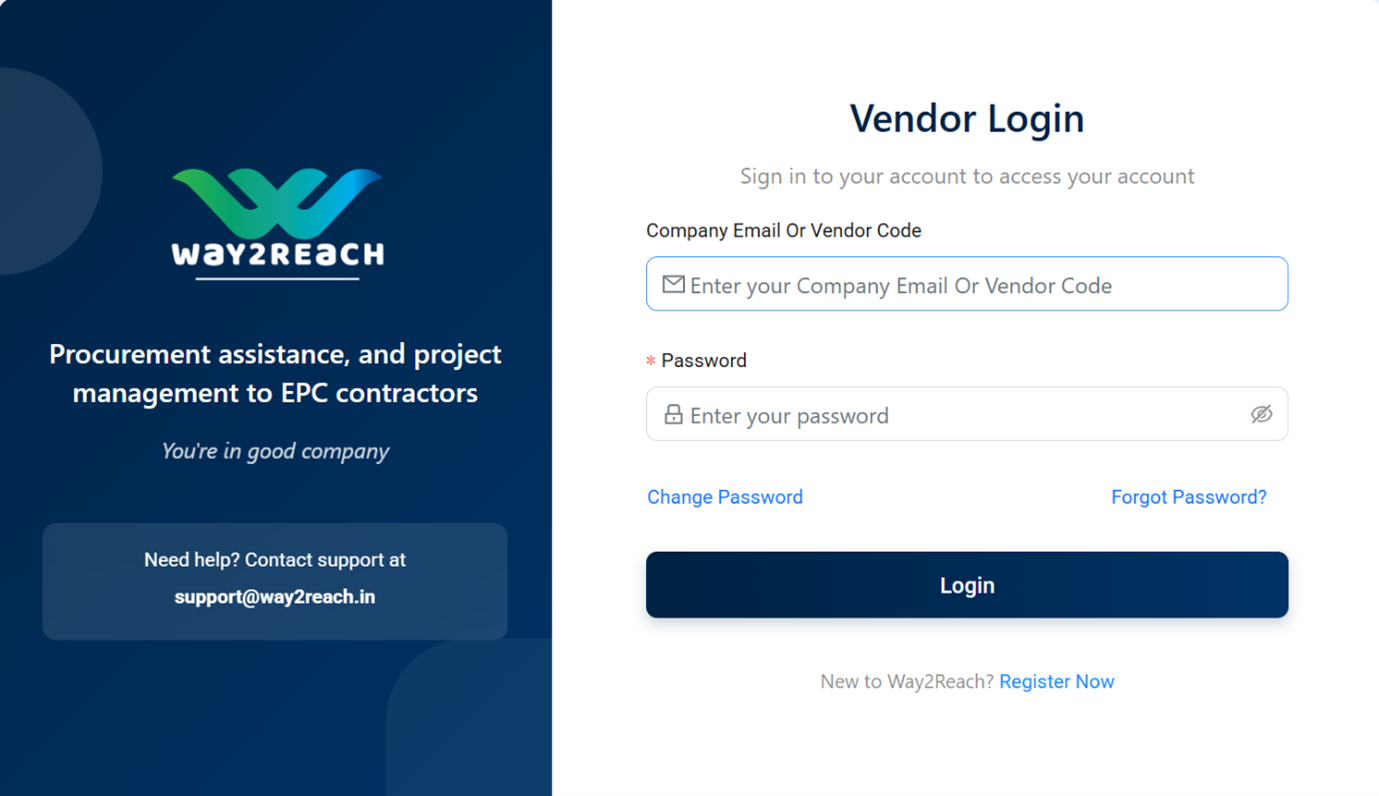 WAY2REACH
Procurement assistance, and project
management to EPC contractors
You're in good company
Need help? Contact support at
support@way2reach.in
Vendor Login
Sign in to your account to access your account
Company Email Or Vendor Code
Enter your Company Email Or Vendor Code
* Password
Enter your password
Change Password
Forgot Password?
Login
New to Way2Reach? Register Now